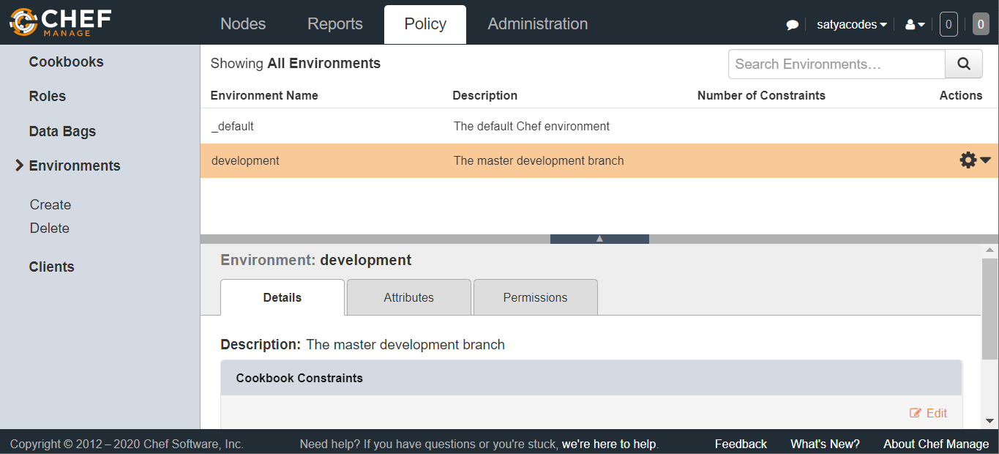 CHEF
MANAGE
Nodes Reports Policy Administration
satyacodes 0 0
Cookbooks
Roles
Data Bags
Environments
Create
Delete
Clients
Showing All Environments
Search Environments…
Environment Name Description Number of Constraints Actions
_default The default Chef environment
development The master development branch
Environment: development
Details Attributes Permissions
Description: The master development branch
Cookbook Constraints
Edit
Copyright © 2012 – 2020 Chef Software, Inc. Need help? If you have questions or you're stuck, we're here to help. Feedback What's New? About Chef Manage